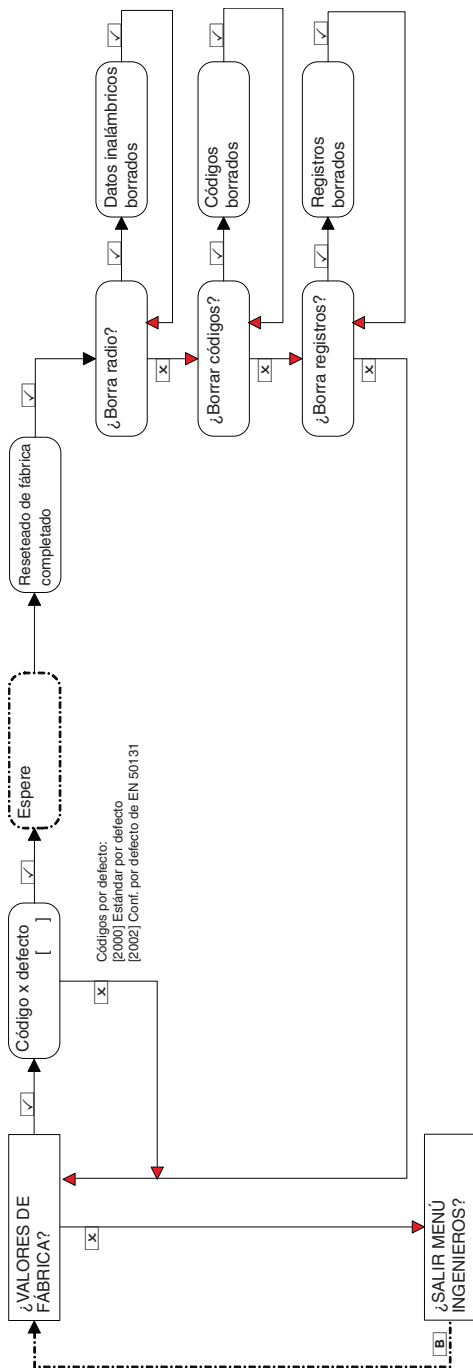 ¿VALORES DE
FÁBRICA?
Código x defecto
[ ]
Espere
Reseteado de fábrica
completado
Códigos por defecto:
[2000] Estándar por defecto
[2002] Conf. por defecto de EN 50131
¿Borra radio?
Datos inalámbricos
borrados
¿Borrar códigos?
Códigos
borrados
¿Borra registros?
Registros
borrados
¿SALIR MENÚ
INGENIEROS?
B